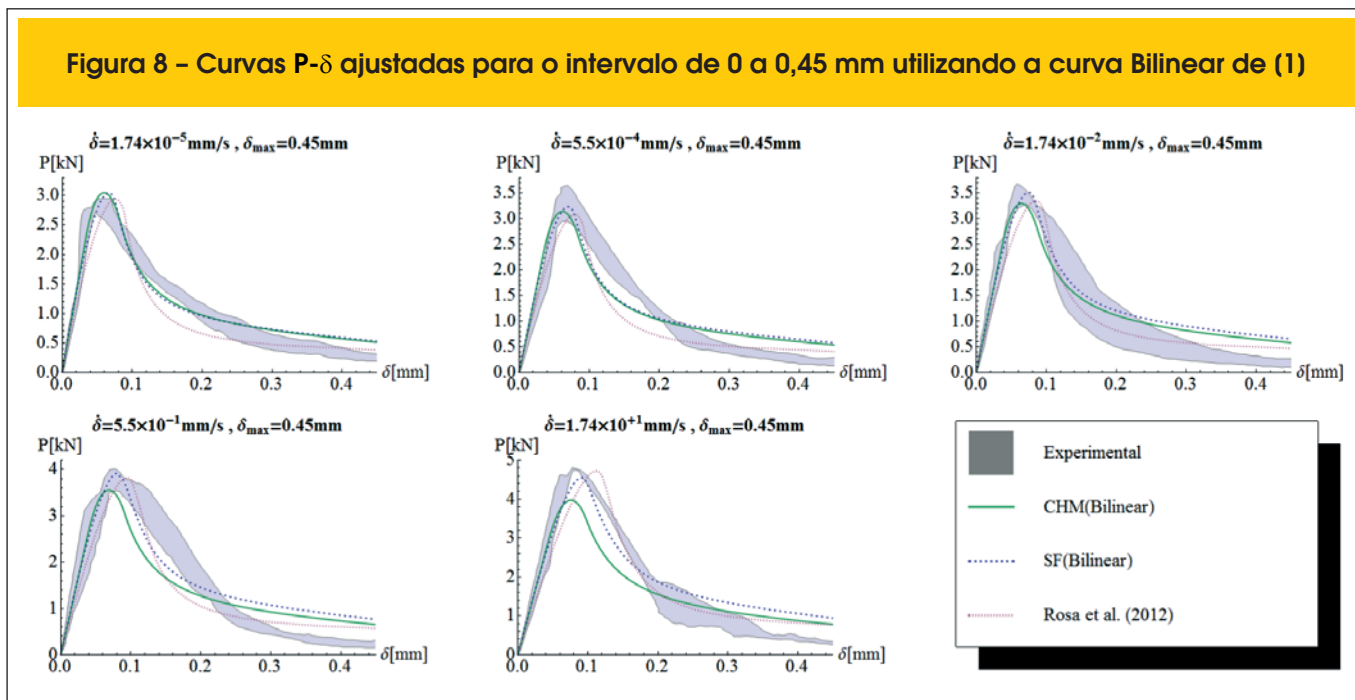 Figura 8 – Curvas P-δ ajustadas para o intervalo de 0 a 0,45 mm utilizando a curva Bilinear de (1)
δ̇=1.74×10⁻⁵mm/s , δmax=0.45mm
P[kN]
3.0
2.5
2.0
1.5
1.0
0.5
0.0
0.0 0.1 0.2 0.3 0.4 δ[mm]
δ̇=5.5×10⁻⁴mm/s , δmax=0.45mm
P[kN]
3.5
3.0
2.5
2.0
1.5
1.0
0.5
0.0
0.0 0.1 0.2 0.3 0.4 δ[mm]
δ̇=1.74×10⁻²mm/s , δmax=0.45mm
P[kN]
3.5
3.0
2.5
2.0
1.5
1.0
0.5
0.0
0.0 0.1 0.2 0.3 0.4 δ[mm]
δ̇=5.5×10⁻¹mm/s , δmax=0.45mm
P[kN]
4
3
2
1
0
0.0 0.1 0.2 0.3 0.4 δ[mm]
δ̇=1.74×10⁺¹mm/s , δmax=0.45mm
P[kN]
5
4
3
2
1
0
0.0 0.1 0.2 0.3 0.4 δ[mm]
Experimental
CHM(Bilinear)
SF(Bilinear)
Rosa et al. (2012)